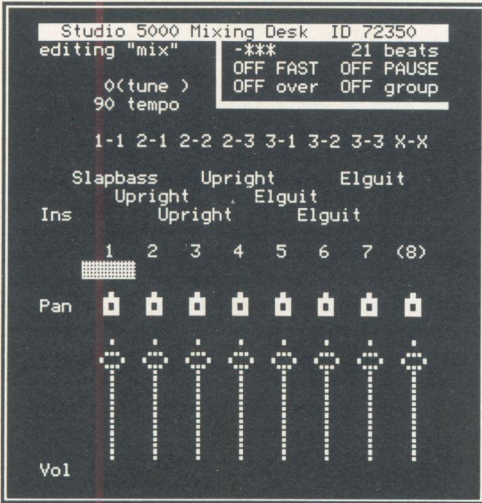 Studio 5000 Mixing Desk ID 72350
editing "mix" -*** 21 beats
OFF FAST OFF PAUSE
0(tune ) OFF over OFF group
90 tempo
1-1 2-1 2-2 2-3 3-1 3-2 3-3 X-X
Slapbass Upright Elguit
Upright Elguit
Ins Upright Elguit
1 2 3 4 5 6 7 (8)
Pan
Vol